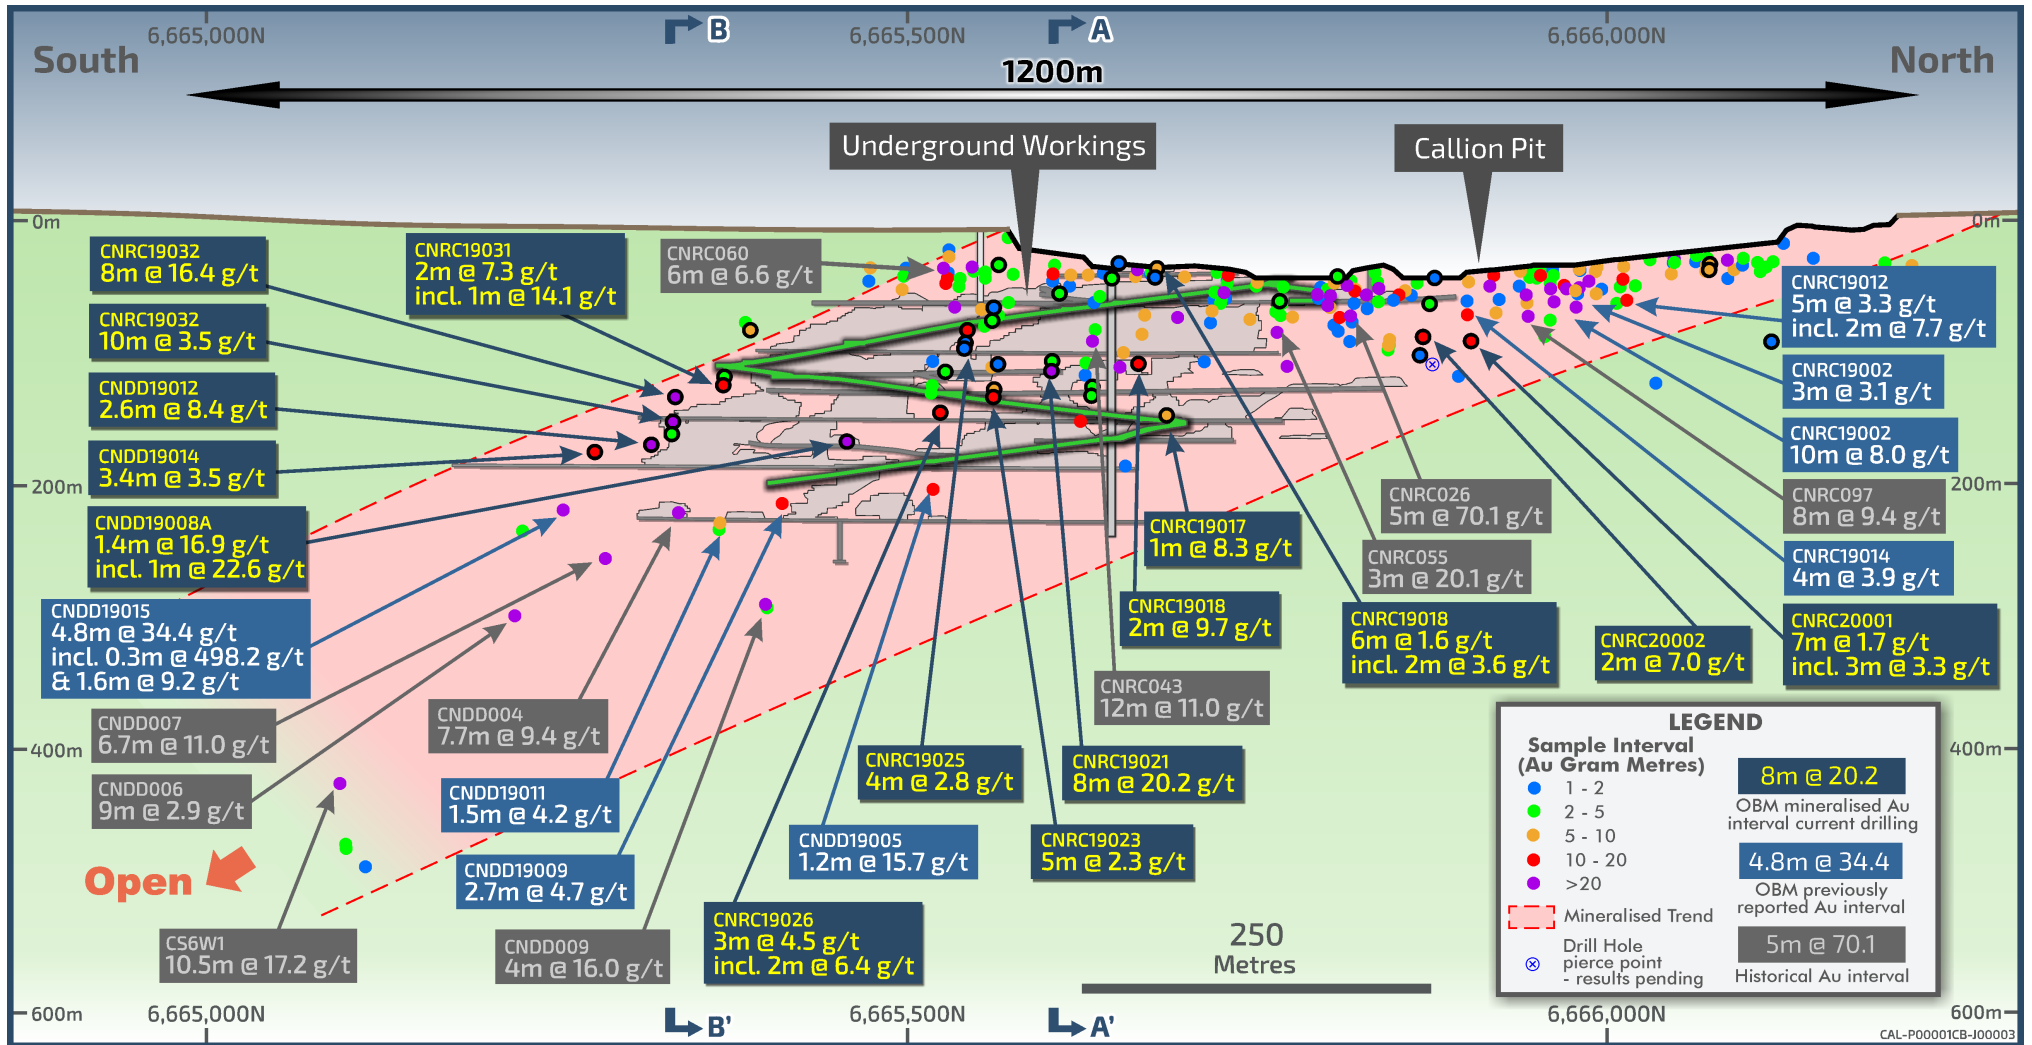 6,665,000N
B
6,665,500N
A
6,666,000N
South
North
1200m
Underground Workings
Callion Pit
0m
0m
CNRC19032
8m @ 16.4 g/t
CNRC19031
2m @ 7.3 g/t
incl. 1m @ 14.1 g/t
CNRC060
6m @ 6.6 g/t
CNRC19012
5m @ 3.3 g/t
incl. 2m @ 7.7 g/t
CNRC19032
10m @ 3.5 g/t
CNRC19002
3m @ 3.1 g/t
CNDD19012
2.6m @ 8.4 g/t
CNRC19002
10m @ 8.0 g/t
CNDD19014
3.4m @ 3.5 g/t
200m
200m
CNRC026
5m @ 70.1 g/t
CNRC097
8m @ 9.4 g/t
CNDD19008A
1.4m @ 16.9 g/t
incl. 1m @ 22.6 g/t
CNRC19017
1m @ 8.3 g/t
CNRC055
3m @ 20.1 g/t
CNRC19014
4m @ 3.9 g/t
CNDD19015
4.8m @ 34.4 g/t
incl. 0.3m @ 498.2 g/t
& 1.6m @ 9.2 g/t
CNRC19018
2m @ 9.7 g/t
CNRC19018
6m @ 1.6 g/t
incl. 2m @ 3.6 g/t
CNRC20002
2m @ 7.0 g/t
CNRC20001
7m @ 1.7 g/t
incl. 3m @ 3.3 g/t
CNRC043
12m @ 11.0 g/t
CNDD007
6.7m @ 11.0 g/t
CNDD004
7.7m @ 9.4 g/t
400m
400m
CNDD006
9m @ 2.9 g/t
CNDD19011
1.5m @ 4.2 g/t
CNRC19025
4m @ 2.8 g/t
CNRC19021
8m @ 20.2 g/t
CNDD19005
1.2m @ 15.7 g/t
CNRC19023
5m @ 2.3 g/t
CNDD19009
2.7m @ 4.7 g/t
Open
CNRC19026
3m @ 4.5 g/t
incl. 2m @ 6.4 g/t
CS6W1
10.5m @ 17.2 g/t
CNDD009
4m @ 16.0 g/t
250
Metres
LEGEND
Sample Interval
(Au Gram Metres)
1 - 2
2 - 5
5 - 10
10 - 20
>20
Mineralised Trend
Drill Hole
pierce point
- results pending
8m @ 20.2
OBM mineralised Au
interval current drilling
4.8m @ 34.4
OBM previously
reported Au interval
5m @ 70.1
Historical Au interval
600m
600m
6,665,000N
B'
6,665,500N
A'
6,666,000N
CAL-P00001CB-J00003